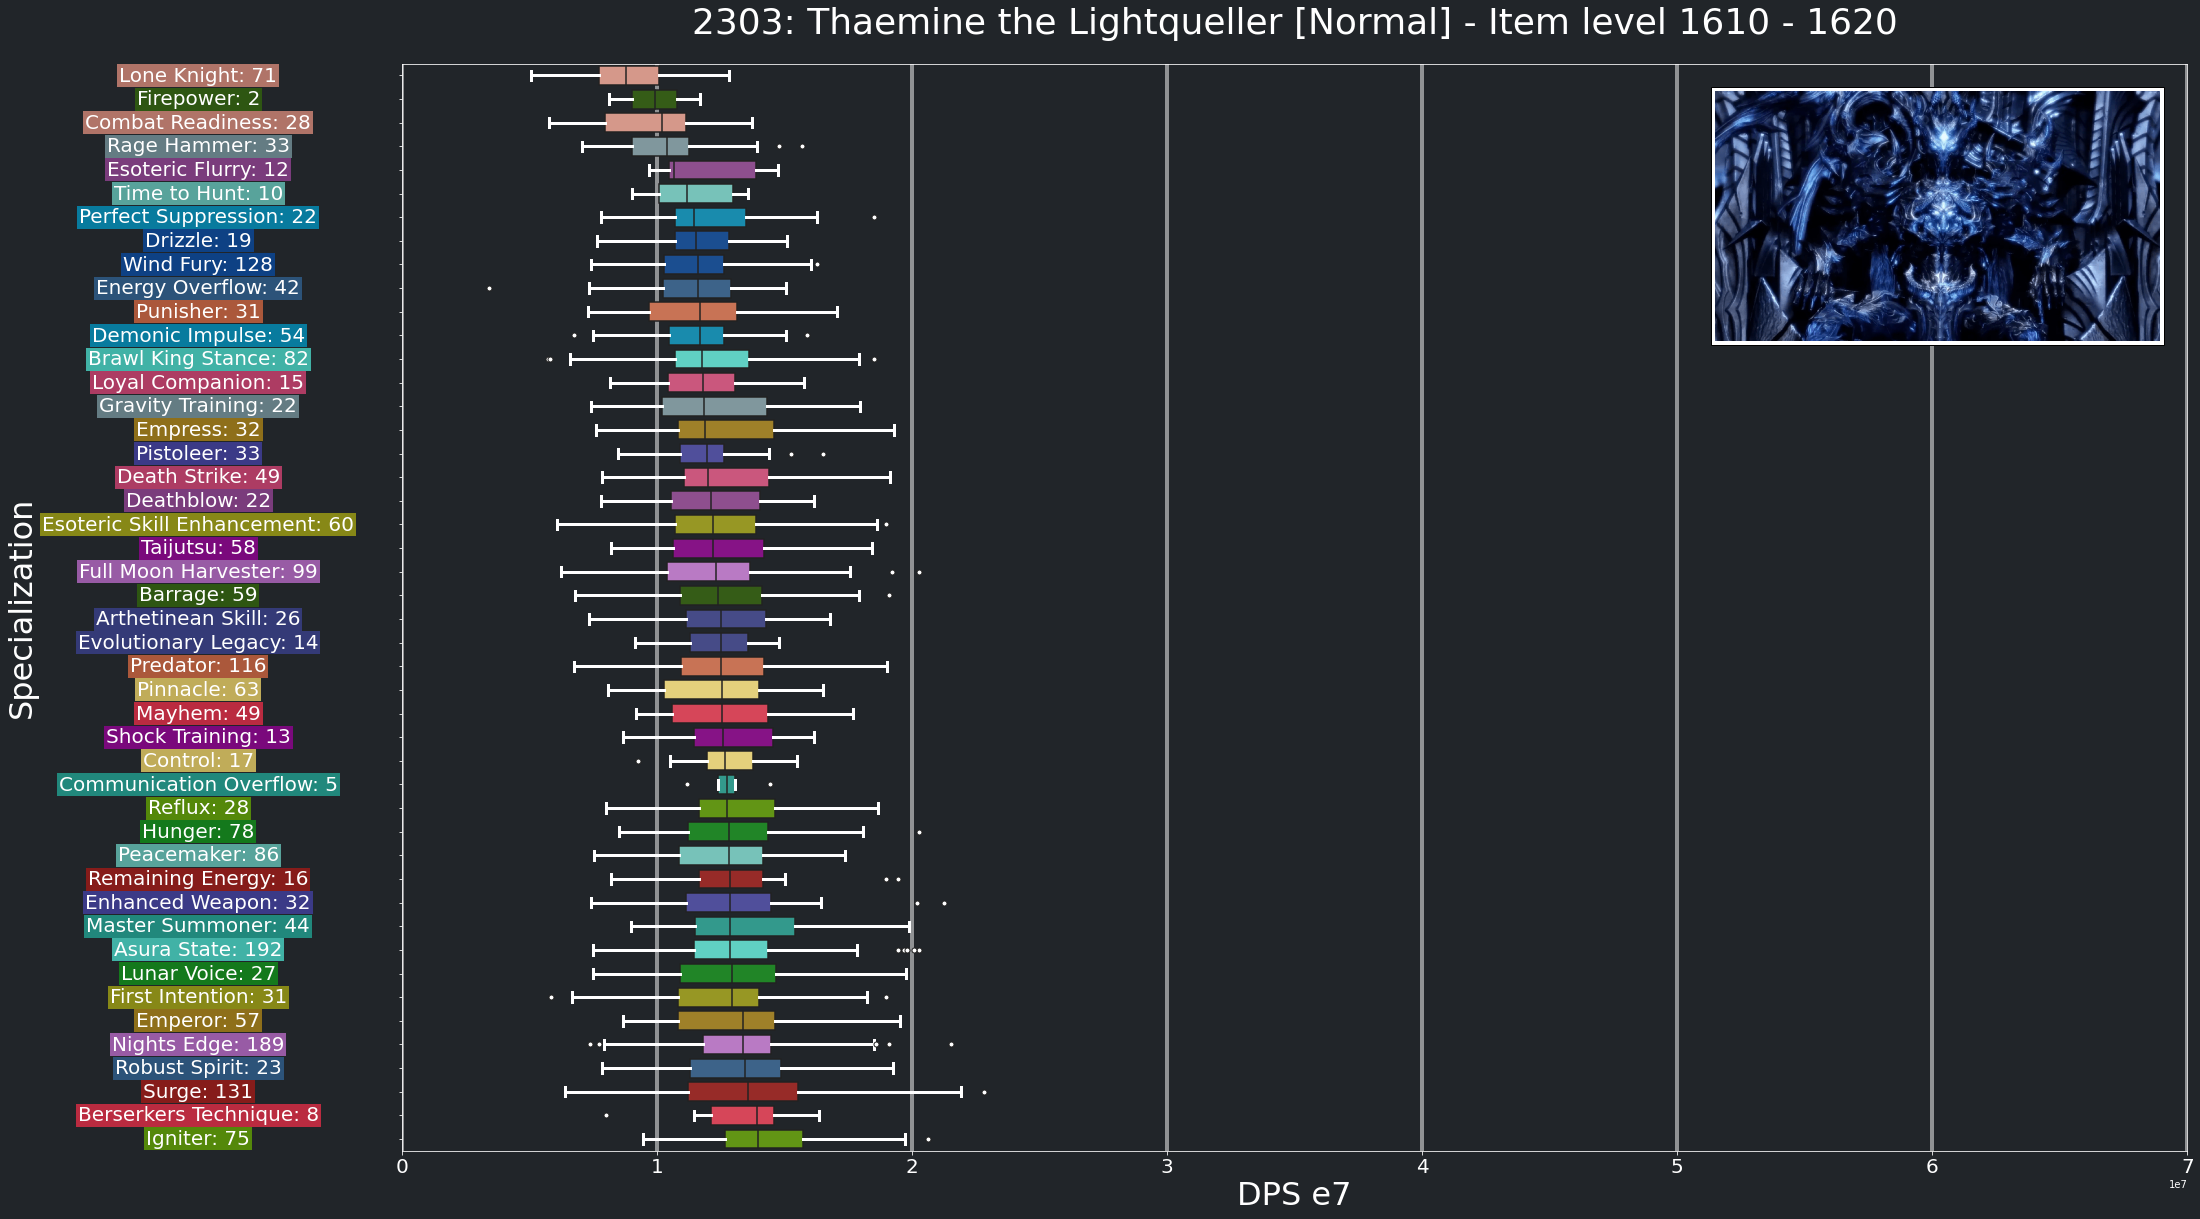 2303: Thaemine the Lightqueller [Normal] - Item level 1610 - 1620
Specialization
Lone Knight: 71
Firepower: 2
Combat Readiness: 28
Rage Hammer: 33
Esoteric Flurry: 12
Time to Hunt: 10
Perfect Suppression: 22
Drizzle: 19
Wind Fury: 128
Energy Overflow: 42
Punisher: 31
Demonic Impulse: 54
Brawl King Stance: 82
Loyal Companion: 15
Gravity Training: 22
Empress: 32
Pistoleer: 33
Death Strike: 49
Deathblow: 22
Esoteric Skill Enhancement: 60
Taijutsu: 58
Full Moon Harvester: 99
Barrage: 59
Arthetinean Skill: 26
Evolutionary Legacy: 14
Predator: 116
Pinnacle: 63
Mayhem: 49
Shock Training: 13
Control: 17
Communication Overflow: 5
Reflux: 28
Hunger: 78
Peacemaker: 86
Remaining Energy: 16
Enhanced Weapon: 32
Master Summoner: 44
Asura State: 192
Lunar Voice: 27
First Intention: 31
Emperor: 57
Nights Edge: 189
Robust Spirit: 23
Surge: 131
Berserkers Technique: 8
Igniter: 75
0 1 2 3 4 5 6 7
DPS e7
1e7